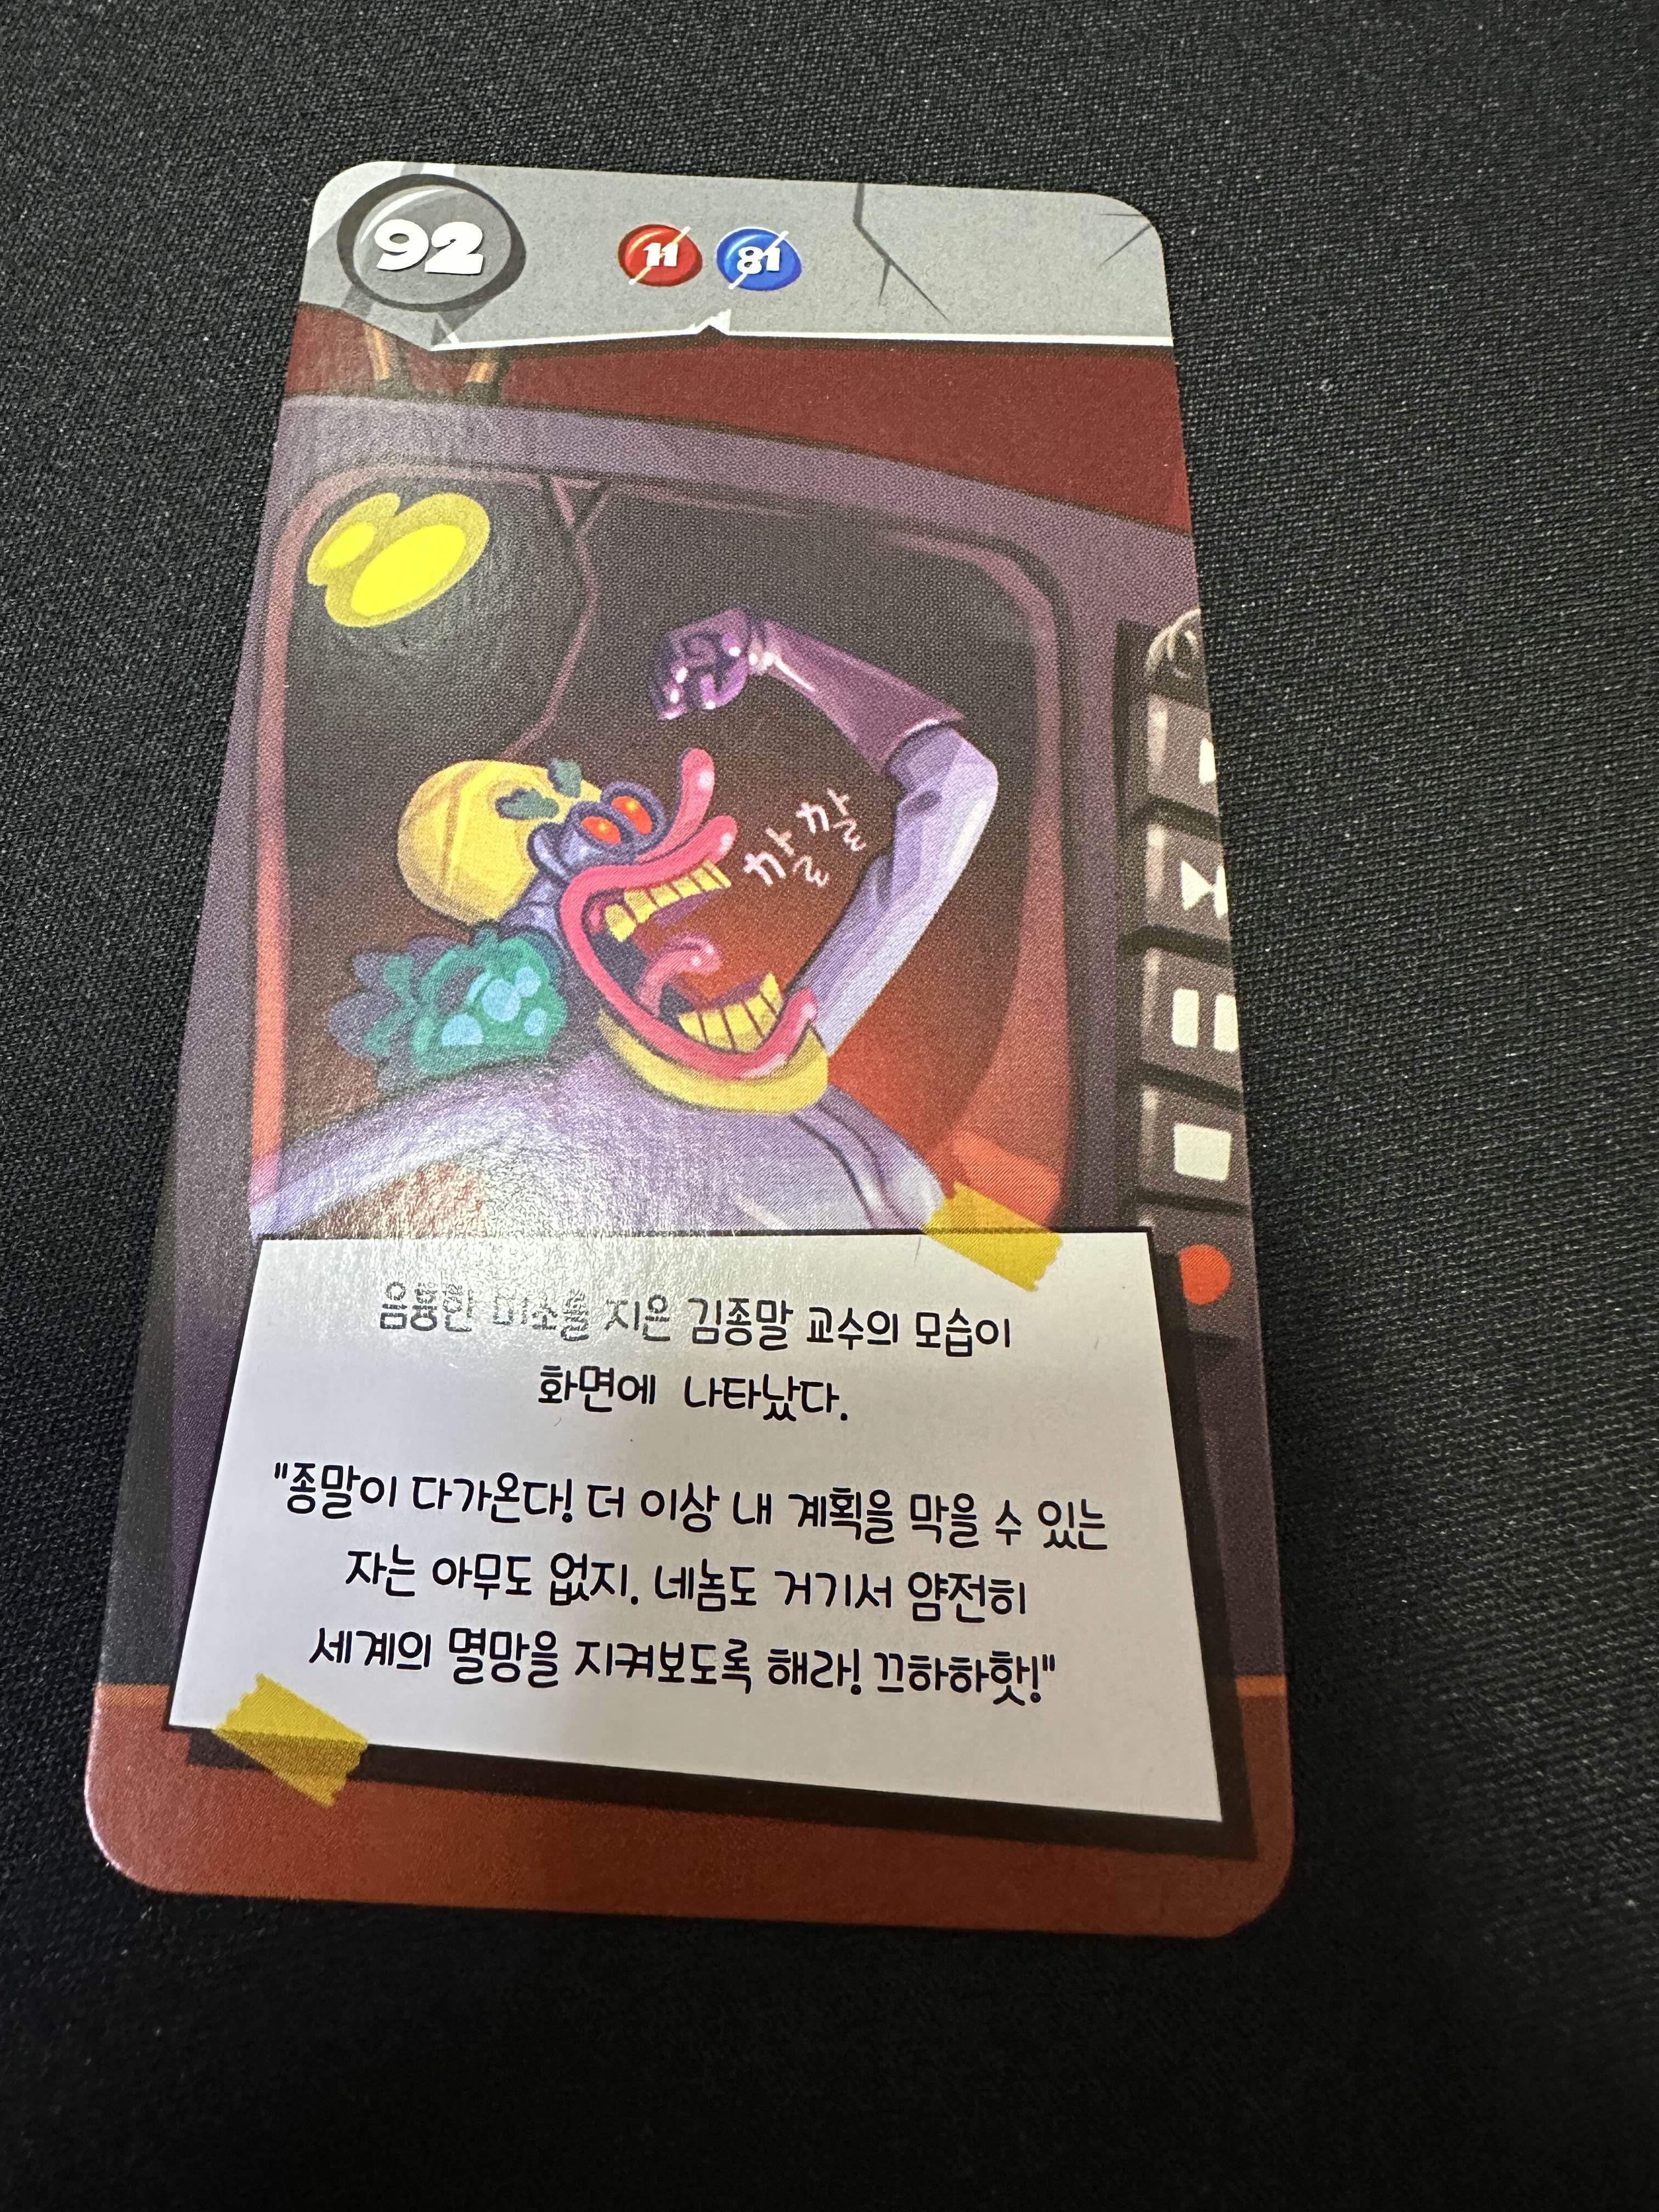 92
11 81
깔깔
음흉한 미소를 지은 김종말 교수의 모습이
화면에 나타났다.
"종말이 다가온다! 더 이상 내 계획을 막을 수 있는
자는 아무도 없지. 네놈도 거기서 얌전히
세계의 멸망을 지켜보도록 해라! 끄하하핫!"